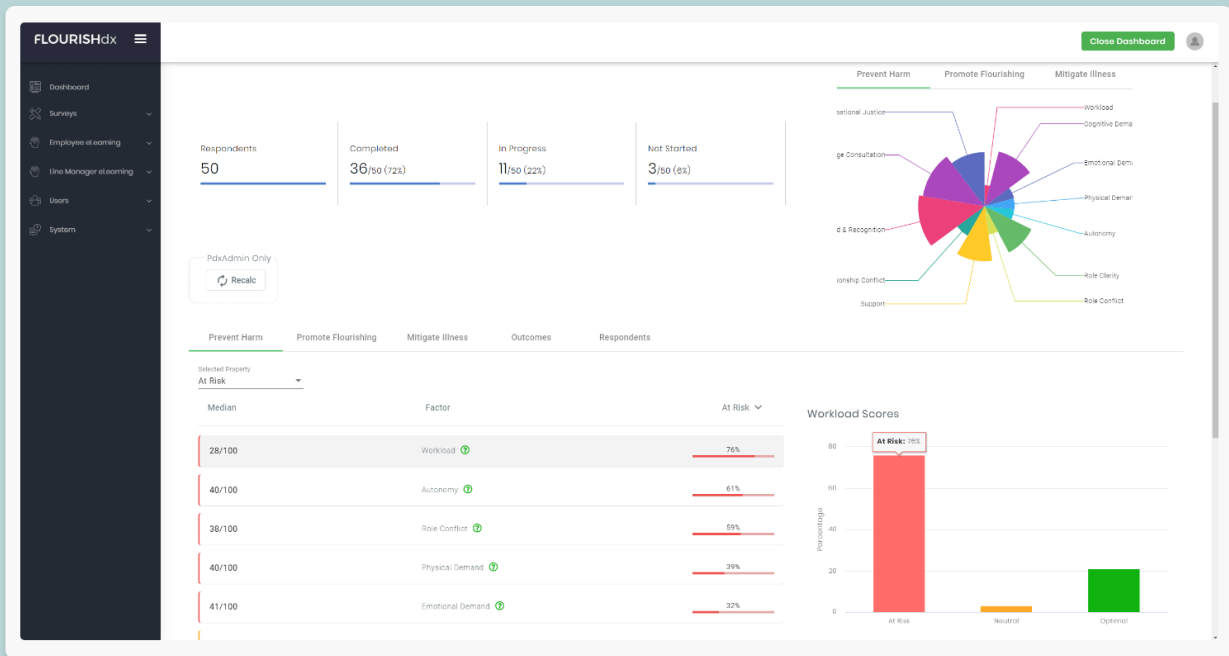 FLOURISHdx
Close Dashboard
Dashboard
Surveys
Employee eLearning
Line Manager eLearning
Users
System
Prevent Harm Promote Flourishing Mitigate Illness
Respondents
50
Completed
36/50 (72%)
In Progress
11/50 (22%)
Not Started
3/50 (6%)
sational Justice
ge Consultation
d & Recognition
ionship Conflict
Support
Workload
Cognitive Dema
Emotional Dem
Physical Demar
Autonomy
Role Clarity
Role Conflict
PdxAdmin Only
Recalc
Prevent Harm Promote Flourishing Mitigate Illness Outcomes Respondents
Selected Property
At Risk
Median Factor At Risk
28/100 Workload 76%
40/100 Autonomy 61%
38/100 Role Conflict 59%
40/100 Physical Demand 39%
41/100 Emotional Demand 32%
Workload Scores
At Risk: 76%
Percentage
80
60
40
20
0
At Risk Neutral Optimal